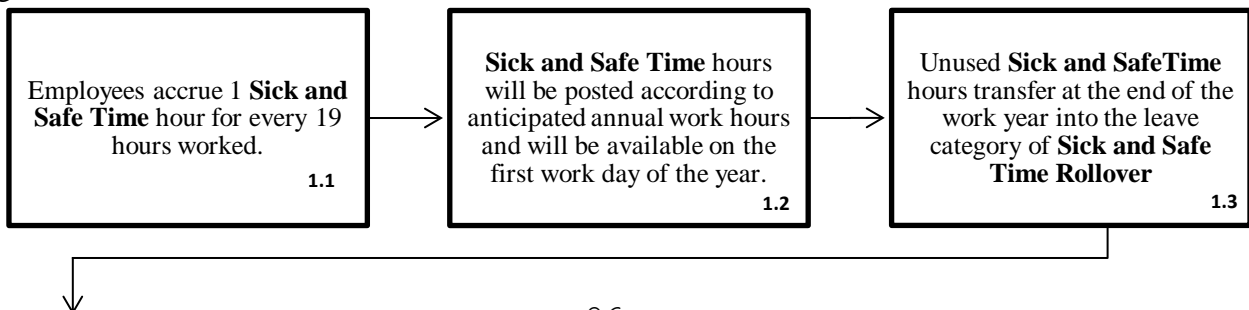 Employees accrue 1 Sick and
Safe Time hour for every 19
hours worked.
1.1
Sick and Safe Time hours
will be posted according to
anticipated annual work hours
and will be available on the
first work day of the year.
1.2
Unused Sick and SafeTime
hours transfer at the end of the
work year into the leave
category of Sick and Safe
Time Rollover
1.3